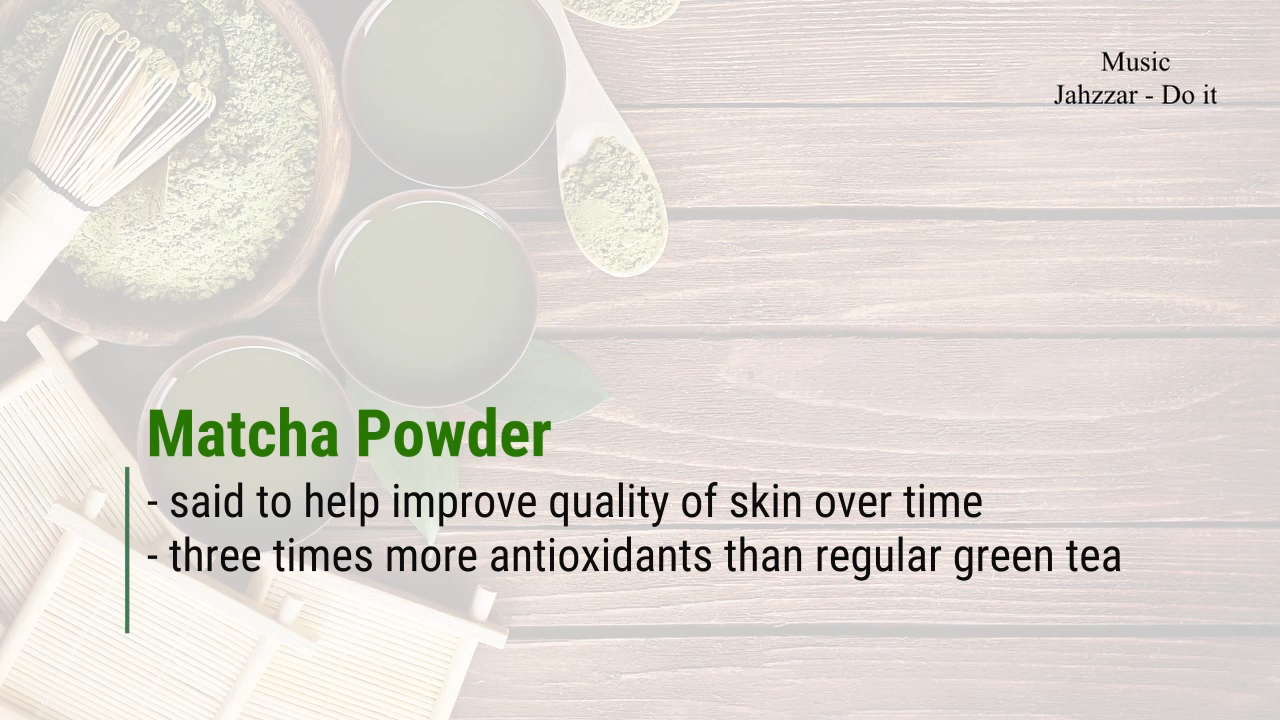 Music
Jahzzar - Do it
Matcha Powder
- said to help improve quality of skin over time
- three times more antioxidants than regular green tea